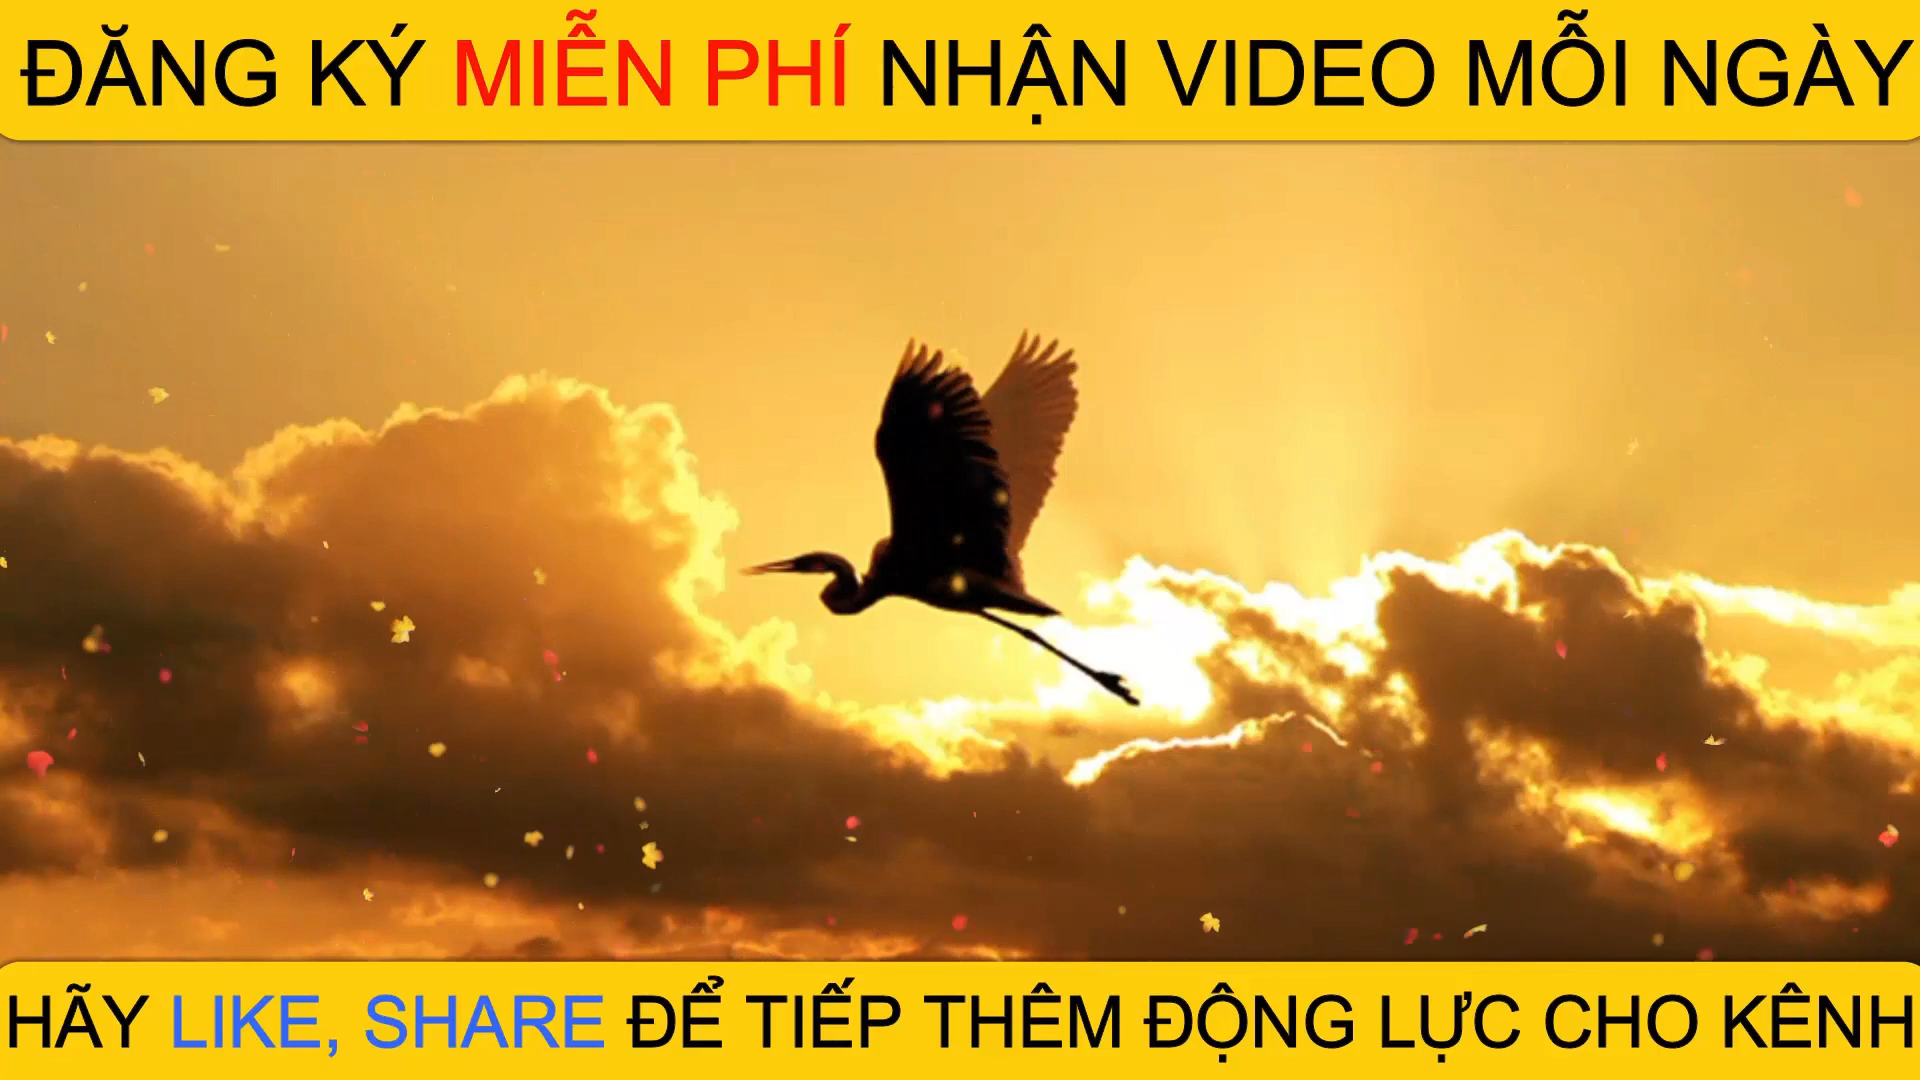 ĐĂNG KÝ MIỄN PHÍ NHẬN VIDEO MỖI NGÀY
HÃY LIKE, SHARE ĐỂ TIẾP THÊM ĐỘNG LỰC CHO KÊNH